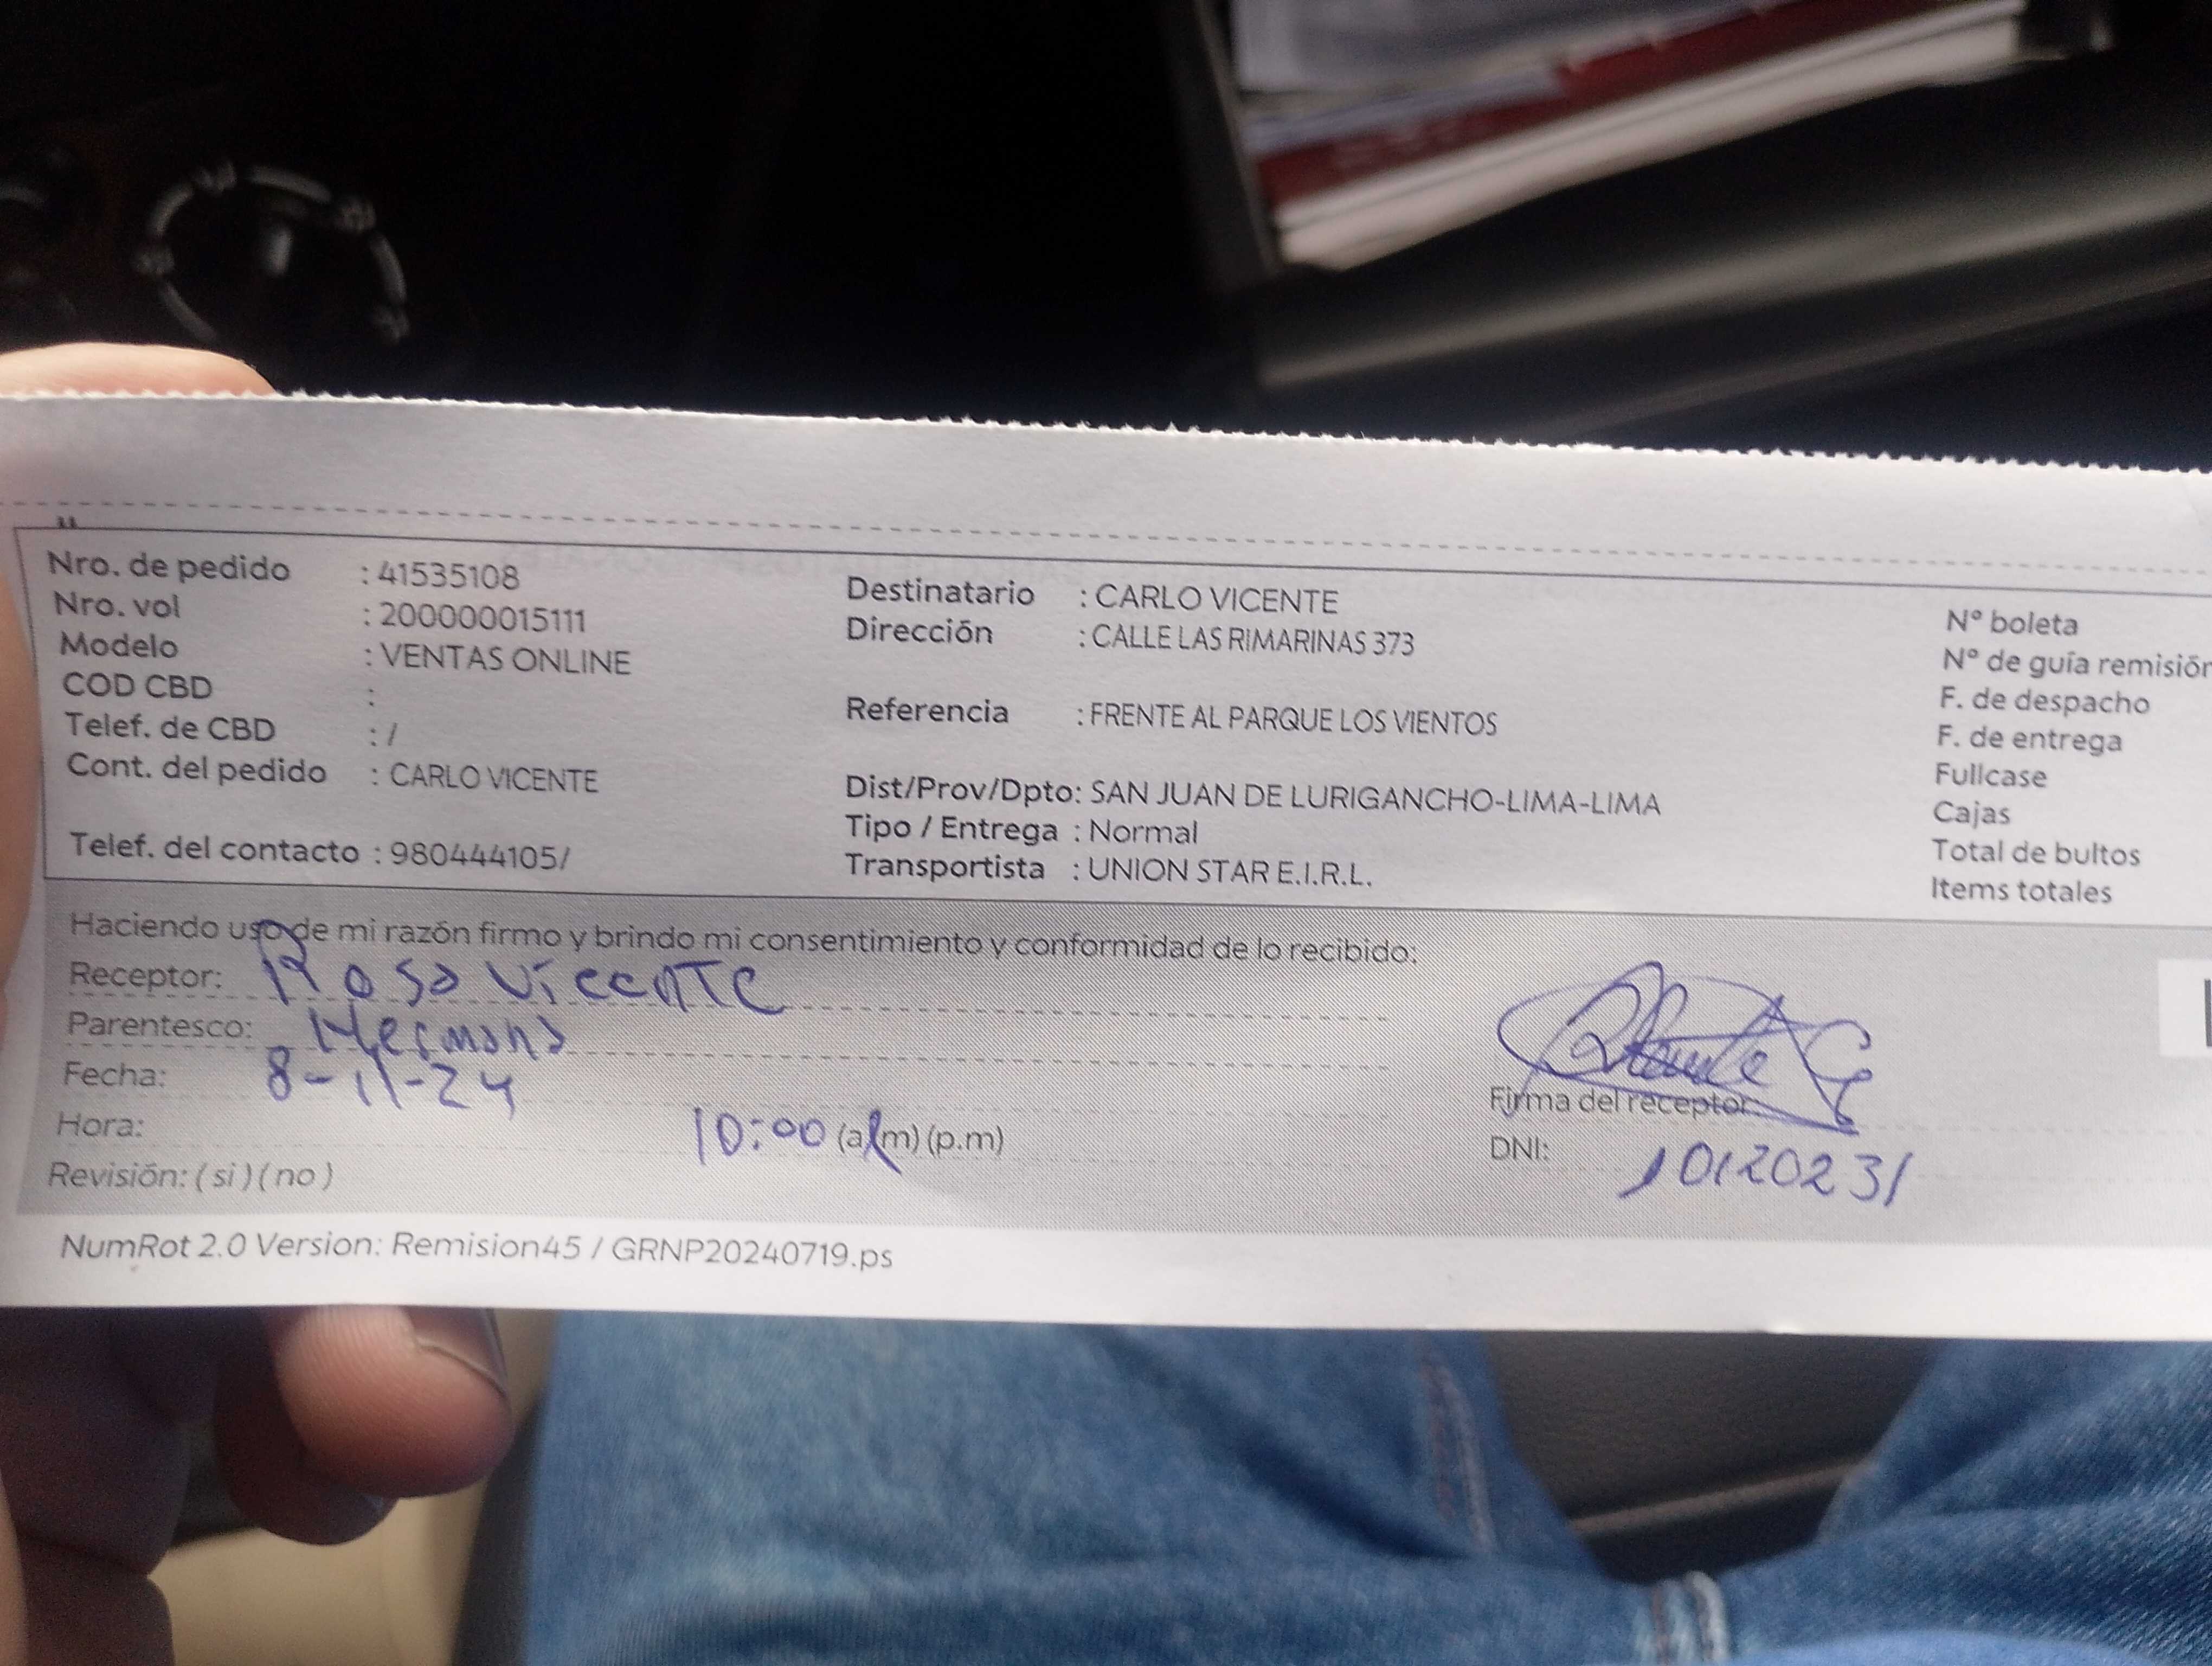 Nro. de pedido : 41535108
Nro. vol : 200000015111
Modelo : VENTAS ONLINE
COD CBD :
Telef. de CBD : /
Cont. del pedido : CARLO VICENTE
Telef. del contacto : 980444105/
Destinatario : CARLO VICENTE
Dirección : CALLE LAS RIMARINAS 373
Referencia : FRENTE AL PARQUE LOS VIENTOS
Dist/Prov/Dpto: SAN JUAN DE LURIGANCHO-LIMA-LIMA
Tipo / Entrega : Normal
Transportista : UNION STAR E.I.R.L.
Nº boleta
Nº de guía remisión
F. de despacho
F. de entrega
Fullcase
Cajas
Total de bultos
Items totales
Haciendo uso de mi razón firmo y brindo mi consentimiento y conformidad de lo recibido:
Receptor: Rosa Vicente
Parentesco: Hermana
Fecha: 8-11-24
Hora: 10:00 (a.m) (p.m)
Revisión: ( si ) ( no )
Firma del receptor:
DNI: 10120231
NumRot 2.0 Version: Remision45 / GRNP20240719.ps